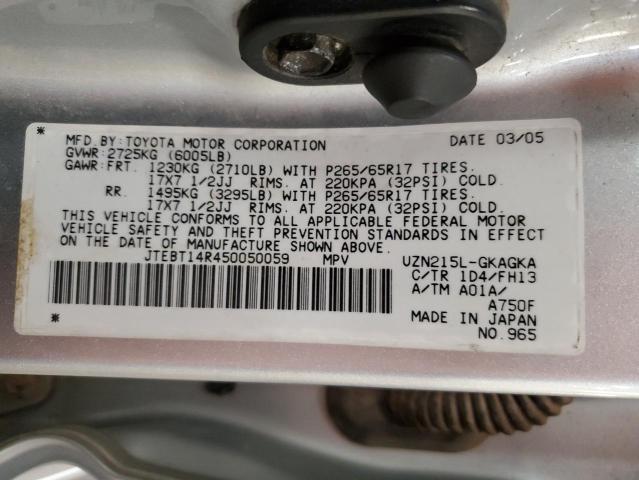 MFD.BY:TOYOTA MOTOR CORPORATION DATE 03/05
GVWR:2725KG (6005LB)
GAWR:FRT. 1230KG (2710LB) WITH P265/65R17 TIRES.
17X7 1/2JJ RIMS. AT 220KPA (32PSI) COLD.
RR. 1495KG (3295LB) WITH P265/65R17 TIRES.
17X7 1/2JJ RIMS. AT 220KPA (32PSI) COLD.
THIS VEHICLE CONFORMS TO ALL APPLICABLE FEDERAL MOTOR
VEHICLE SAFETY AND THEFT PREVENTION STANDARDS IN EFFECT
ON THE DATE OF MANUFACTURE SHOWN ABOVE.
JTEBT14R450050059 MPV UZN215L-GKAGKA
C/TR 1D4/FH13
A/TM A01A/
A750F
MADE IN JAPAN
NO.965